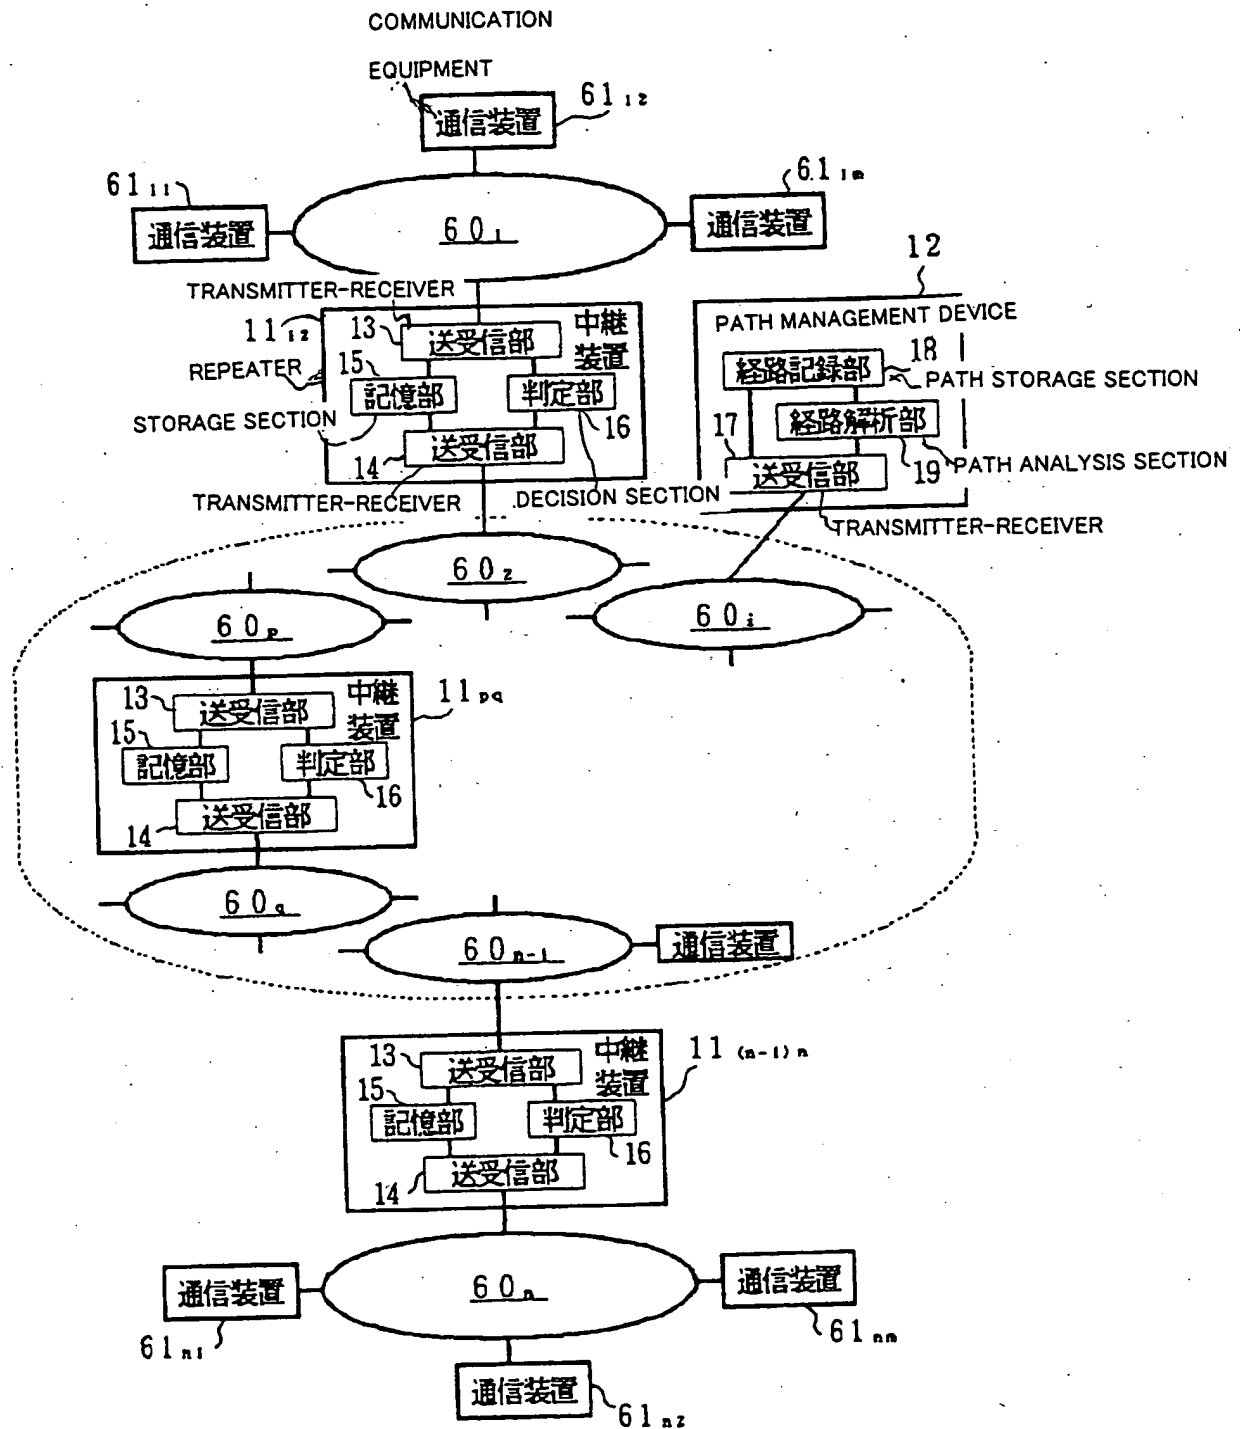 COMMUNICATION
EQUIPMENT
通信装置
61₁₂
61₁₁
通信装置
60₁
61₁ₘ
通信装置
12
TRANSMITTER-RECEIVER
11₁₂
13
送受信部
中継
装置
REPEATER
15
記憶部
判定部
16
STORAGE SECTION
14
送受信部
TRANSMITTER-RECEIVER
DECISION SECTION
PATH MANAGEMENT DEVICE
経路記録部
18
PATH STORAGE SECTION
17
経路解析部
19
PATH ANALYSIS SECTION
送受信部
TRANSMITTER-RECEIVER
60₂
60ᵢ
60p
13
送受信部
中継
装置
11pq
15
記憶部
判定部
16
14
送受信部
60q
60n-1
通信装置
13
送受信部
中継
装置
11(n-1)n
15
記憶部
判定部
16
14
送受信部
60n
通信装置
61n1
通信装置
61nm
通信装置
61n2